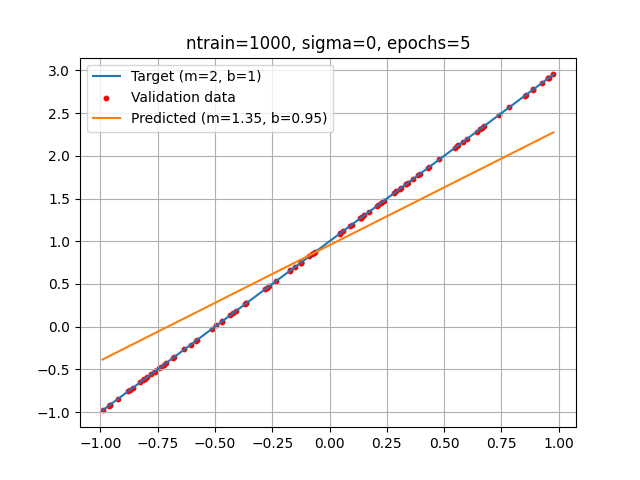 ntrain=1000, sigma=0, epochs=5
Target (m=2, b=1)
Validation data
Predicted (m=1.35, b=0.95)
3.0
2.5
2.0
1.5
1.0
0.5
0.0
−0.5
−1.0
−1.00 −0.75 −0.50 −0.25 0.00 0.25 0.50 0.75 1.00